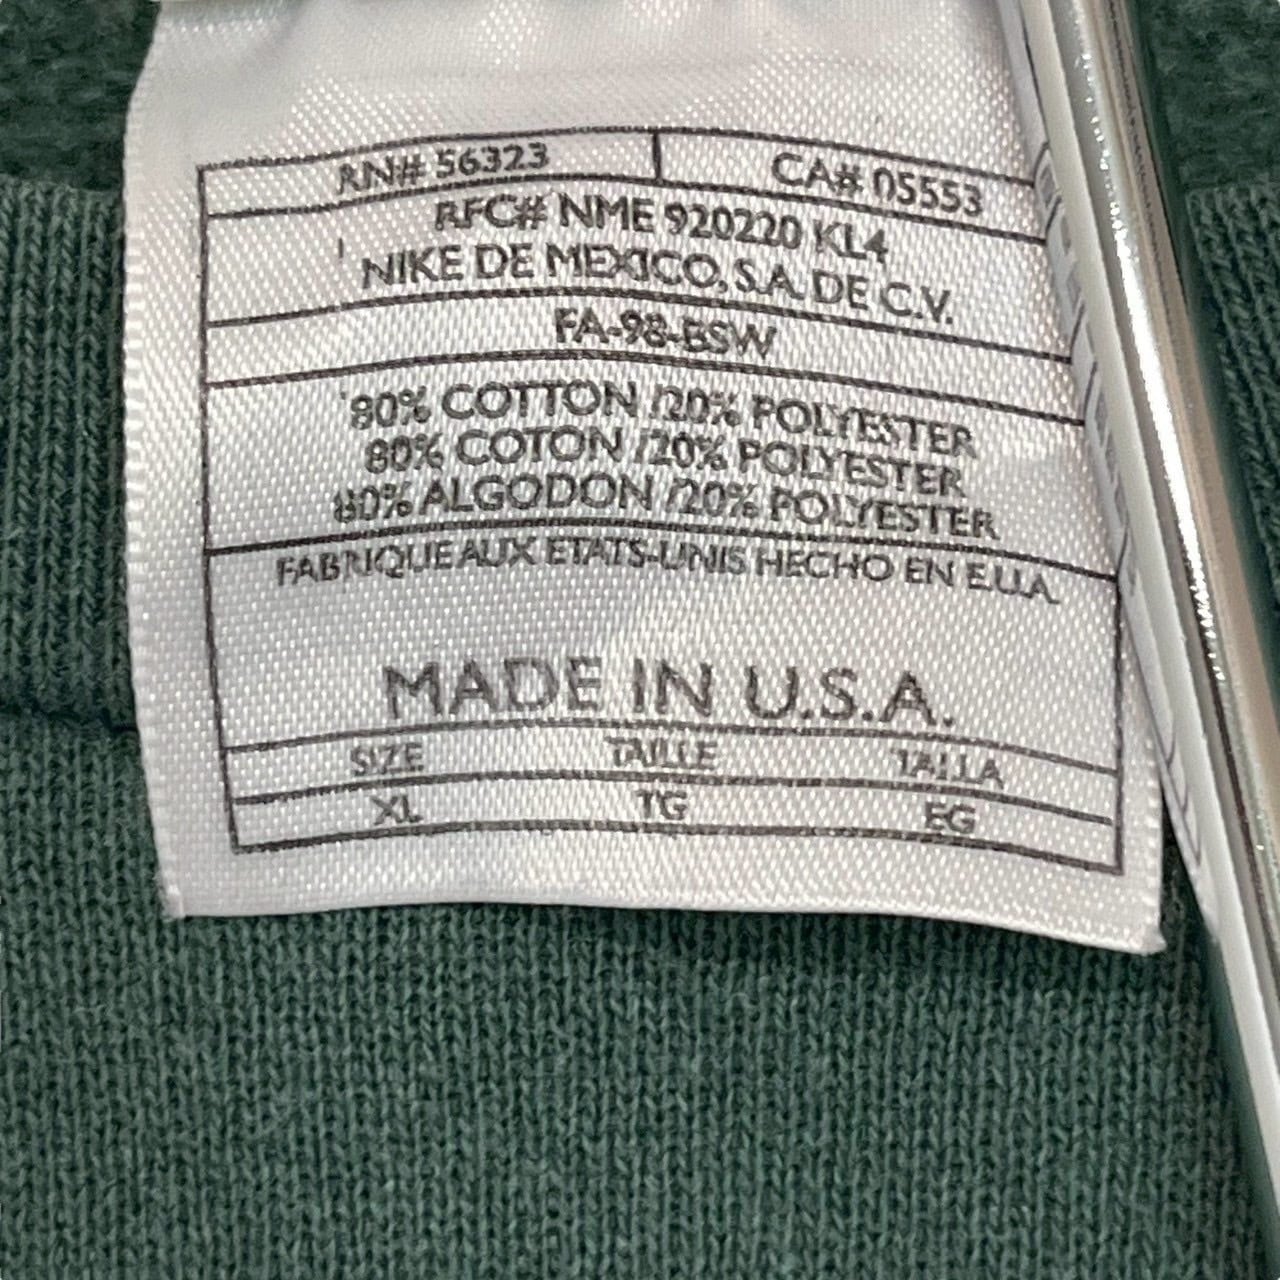 RN# 56323 CA# 05553
RFC# NME 920220 KL4
NIKE DE MEXICO, S.A. DE C.V.
FA-98-BSW
80% COTTON /20% POLYESTER
80% COTON /20% POLYESTER
80% ALGODON /20% POLYESTER
FABRIQUE AUX ETATS-UNIS HECHO EN E.U.A.
MADE IN U.S.A.
SIZE TAILLE TALLA
XL TG EG